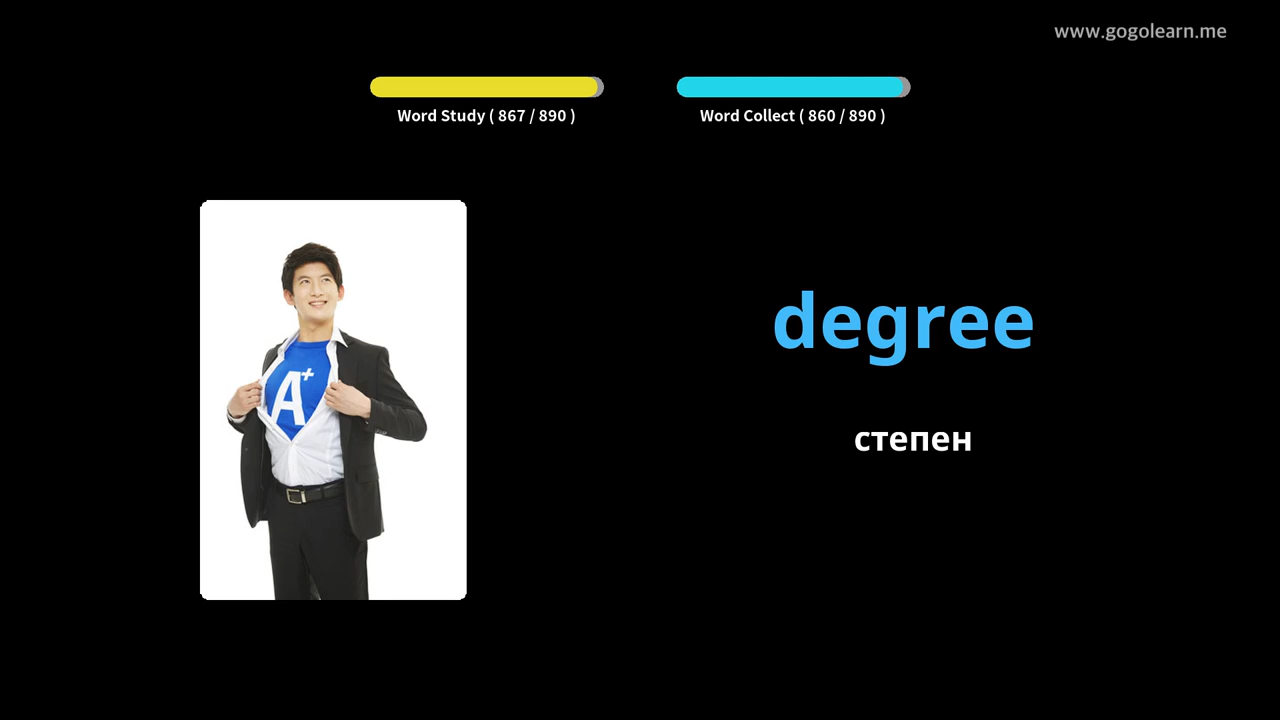 www.gogolearn.me
Word Study ( 867 / 890 )
Word Collect ( 860 / 890 )
A+
degree
степен